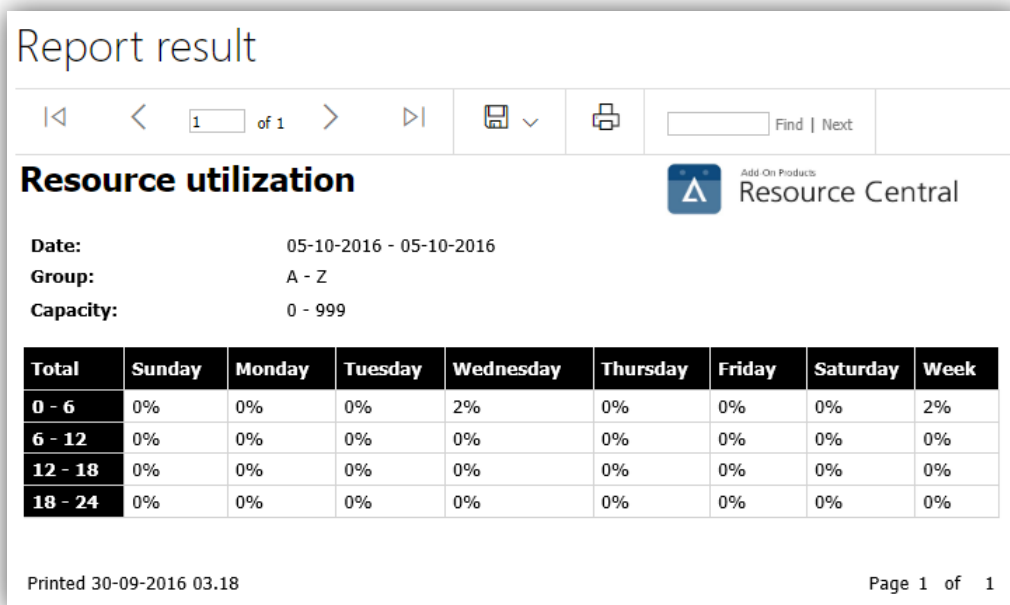 Report result
1 of 1 Find | Next
Resource utilization
Add-On Products
Resource Central
Date: 05-10-2016 - 05-10-2016
Group: A - Z
Capacity: 0 - 999
Total Sunday Monday Tuesday Wednesday Thursday Friday Saturday Week
0 - 6 0% 0% 0% 2% 0% 0% 0% 2%
6 - 12 0% 0% 0% 0% 0% 0% 0% 0%
12 - 18 0% 0% 0% 0% 0% 0% 0% 0%
18 - 24 0% 0% 0% 0% 0% 0% 0% 0%
Printed 30-09-2016 03.18 Page 1 of 1